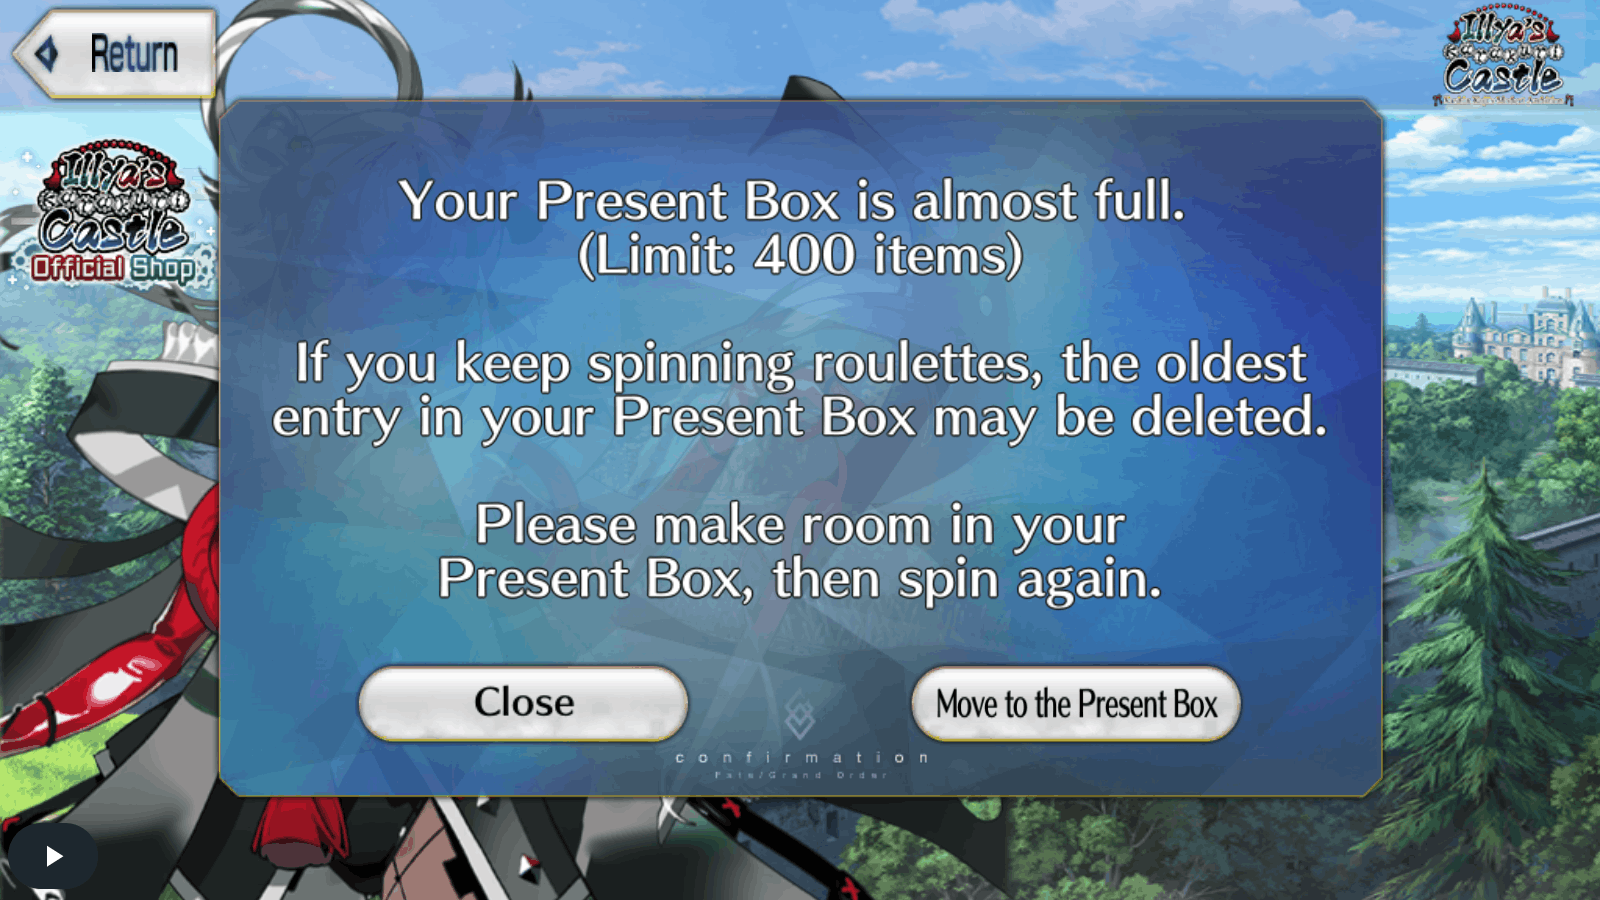 Return
Illya's
Castle
Illya's
Castle
Official Shop
Your Present Box is almost full.
(Limit: 400 items)
If you keep spinning roulettes, the oldest
entry in your Present Box may be deleted.
Please make room in your
Present Box, then spin again.
Close
Move to the Present Box
confirmation
Fate/Grand Order